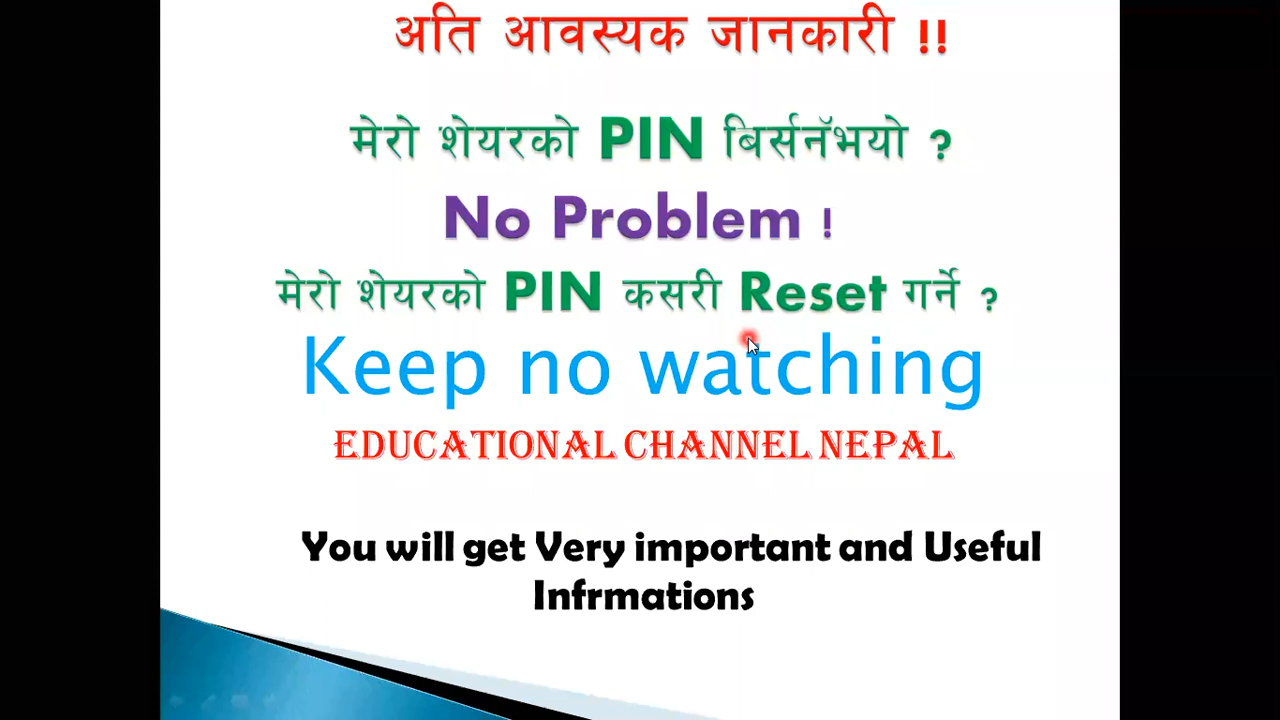 अति आवस्यक जानकारी !!
मेरो शेयरको PIN बिर्सनॅभयो ?
No Problem !
मेरो शेयरको PIN कसरी Reset गर्ने ?
Keep no watching
EDUCATIONAL CHANNEL NEPAL
You will get Very important and Useful
Infrmations